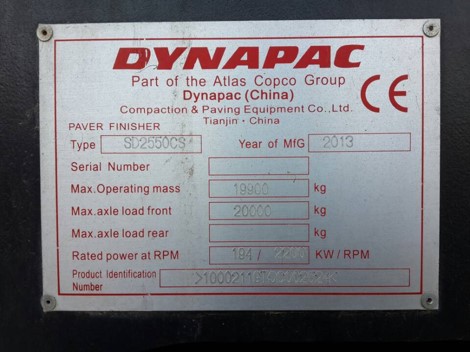 DYNAPAC
Part of the Atlas Copco Group
Dynapac (China)
Compaction & Paving Equipment Co.,Ltd.
Tianjin · China
CE
PAVER FINISHER
Type SD2550CS Year of MfG 2013
Serial Number
Max.Operating mass 19900 kg
Max.axle load front 20000 kg
Max.axle load rear kg
Rated power at RPM 194 / KW / RPM
Product Identification
Number